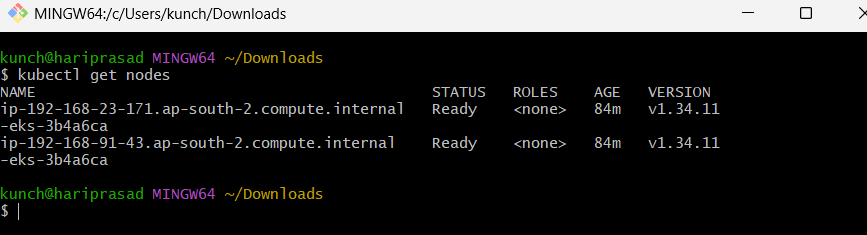 MINGW64:/c/Users/kunch/Downloads
kunch@hariprasad MINGW64 ~/Downloads
$ kubectl get nodes
NAME STATUS ROLES AGE VERSION
ip-192-168-23-171.ap-south-2.compute.internal Ready <none> 84m v1.34.11
-eks-3b4a6ca
ip-192-168-91-43.ap-south-2.compute.internal Ready <none> 84m v1.34.11
-eks-3b4a6ca
kunch@hariprasad MINGW64 ~/Downloads
$